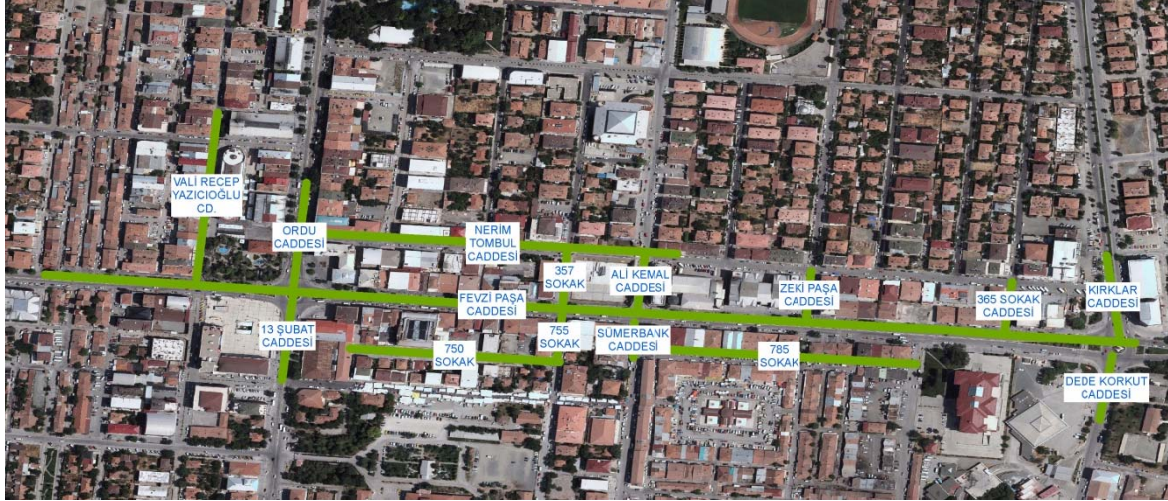 VALİ RECEP
YAZICIOĞLU
CD.
ORDU
CADDESİ
NERİM
TOMBUL
CADDESİ
357
SOKAK
ALİ KEMAL
CADDESİ
ZEKİ PAŞA
CADDESİ
365 SOKAK
CADDESİ
KIRKLAR
CADDESİ
FEVZİ PAŞA
CADDESİ
13 ŞUBAT
CADDESİ
755
SOKAK
SÜMERBANK
CADDESİ
750
SOKAK
785
SOKAK
DEDE KORKUT
CADDESİ